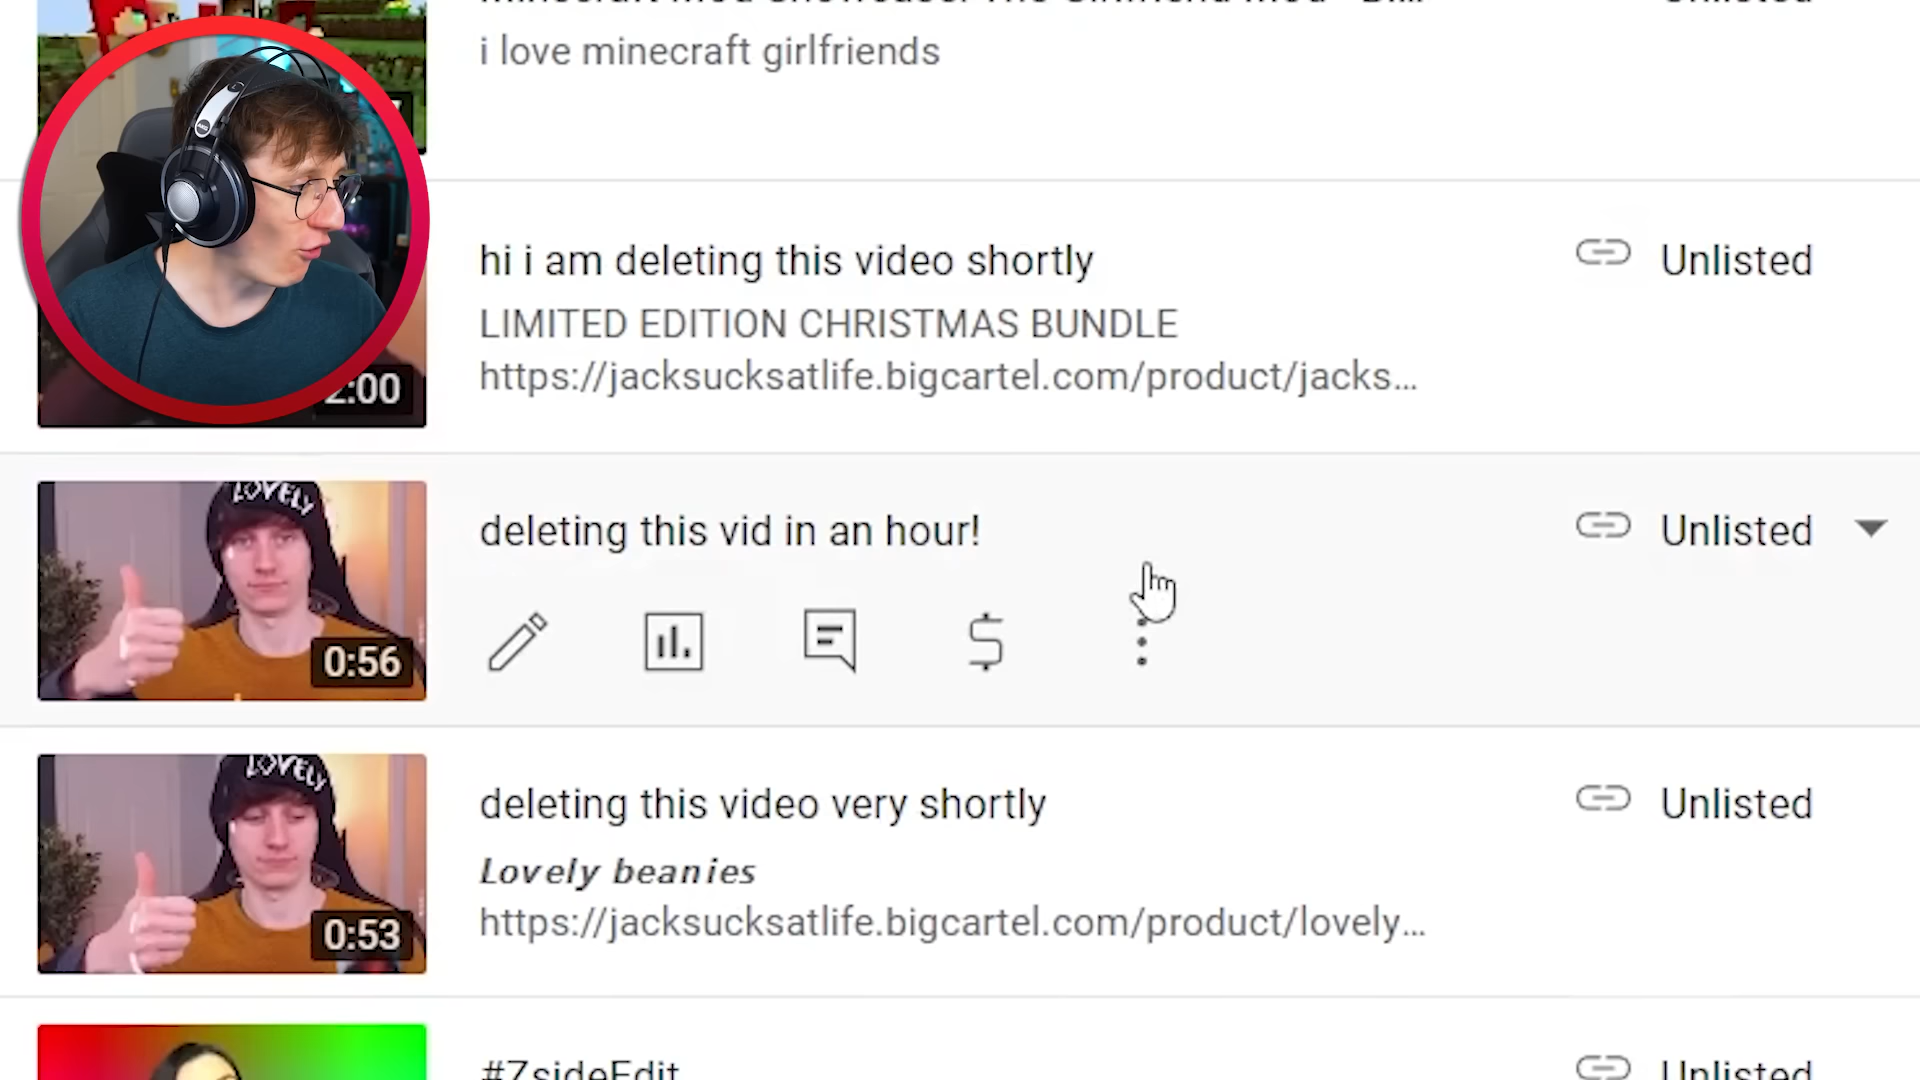 i love minecraft girlfriends
hi i am deleting this video shortly
Unlisted
LIMITED EDITION CHRISTMAS BUNDLE
https://jacksucksatlife.bigcartel.com/product/jacks...
2:00
LOVELY
deleting this vid in an hour!
Unlisted
0:56
LOVELY
deleting this video very shortly
Unlisted
Lovely beanies
https://jacksucksatlife.bigcartel.com/product/lovely...
0:53
#ZsideEdit
Unlisted